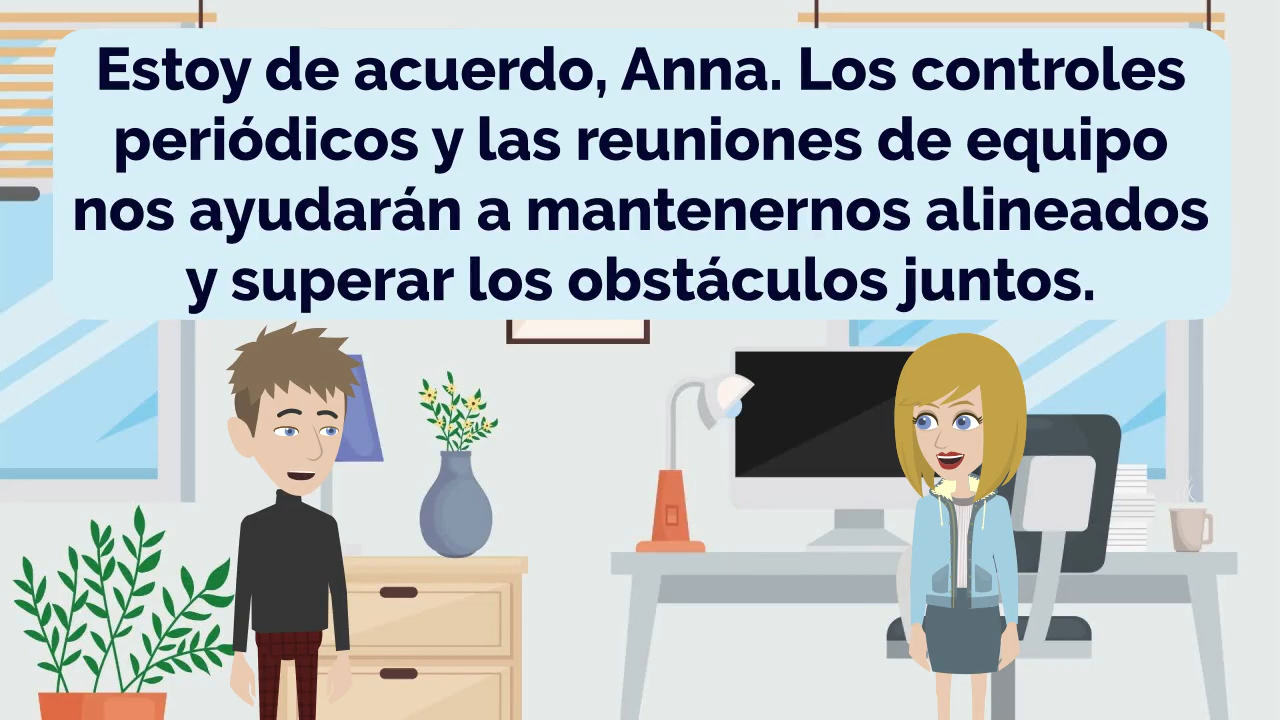 Estoy de acuerdo, Anna. Los controles
periódicos y las reuniones de equipo
nos ayudarán a mantenernos alineados
y superar los obstáculos juntos.